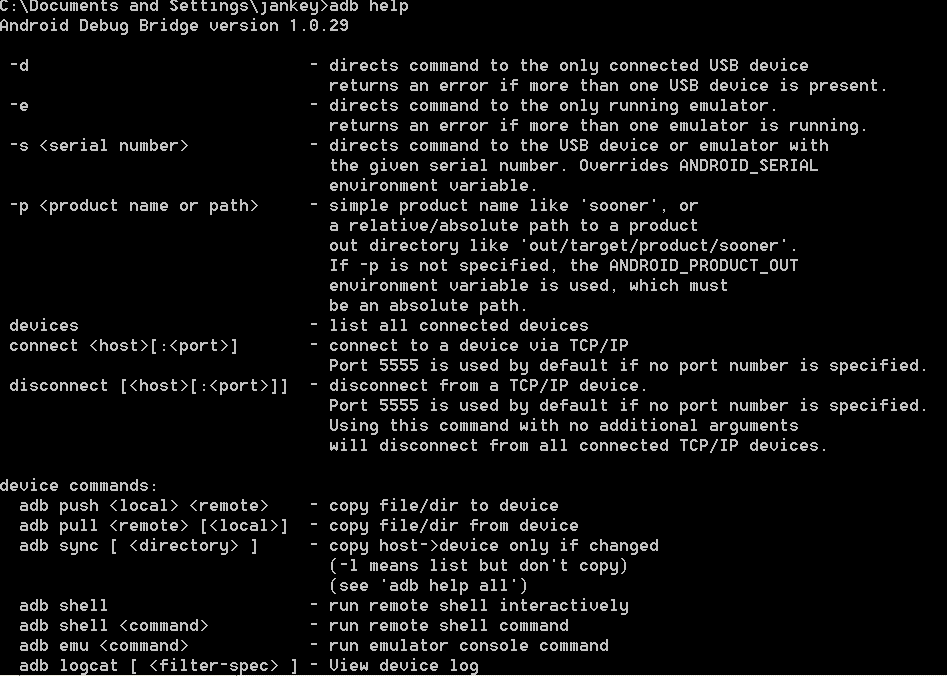 C:\Documents and Settings\jankey>adb help
Android Debug Bridge version 1.0.29

 -d                            - directs command to the only connected USB device
                                 returns an error if more than one USB device is present.
 -e                            - directs command to the only running emulator.
                                 returns an error if more than one emulator is running.
 -s <serial number>            - directs command to the USB device or emulator with
                                 the given serial number. Overrides ANDROID_SERIAL
                                 environment variable.
 -p <product name or path>     - simple product name like 'sooner', or
                                 a relative/absolute path to a product
                                 out directory like 'out/target/product/sooner'.
                                 If -p is not specified, the ANDROID_PRODUCT_OUT
                                 environment variable is used, which must
                                 be an absolute path.
 devices                       - list all connected devices
 connect <host>[:<port>]       - connect to a device via TCP/IP
                                 Port 5555 is used by default if no port number is specified.
 disconnect [<host>[:<port>]]  - disconnect from a TCP/IP device.
                                 Port 5555 is used by default if no port number is specified.
                                 Using this command with no additional arguments
                                 will disconnect from all connected TCP/IP devices.

device commands:
  adb push <local> <remote>    - copy file/dir to device
  adb pull <remote> [<local>]  - copy file/dir from device
  adb sync [ <directory> ]     - copy host->device only if changed
                                 (-l means list but don't copy)
                                 (see 'adb help all')
  adb shell                    - run remote shell interactively
  adb shell <command>          - run remote shell command
  adb emu <command>            - run emulator console command
  adb logcat [ <filter-spec> ] - View device log